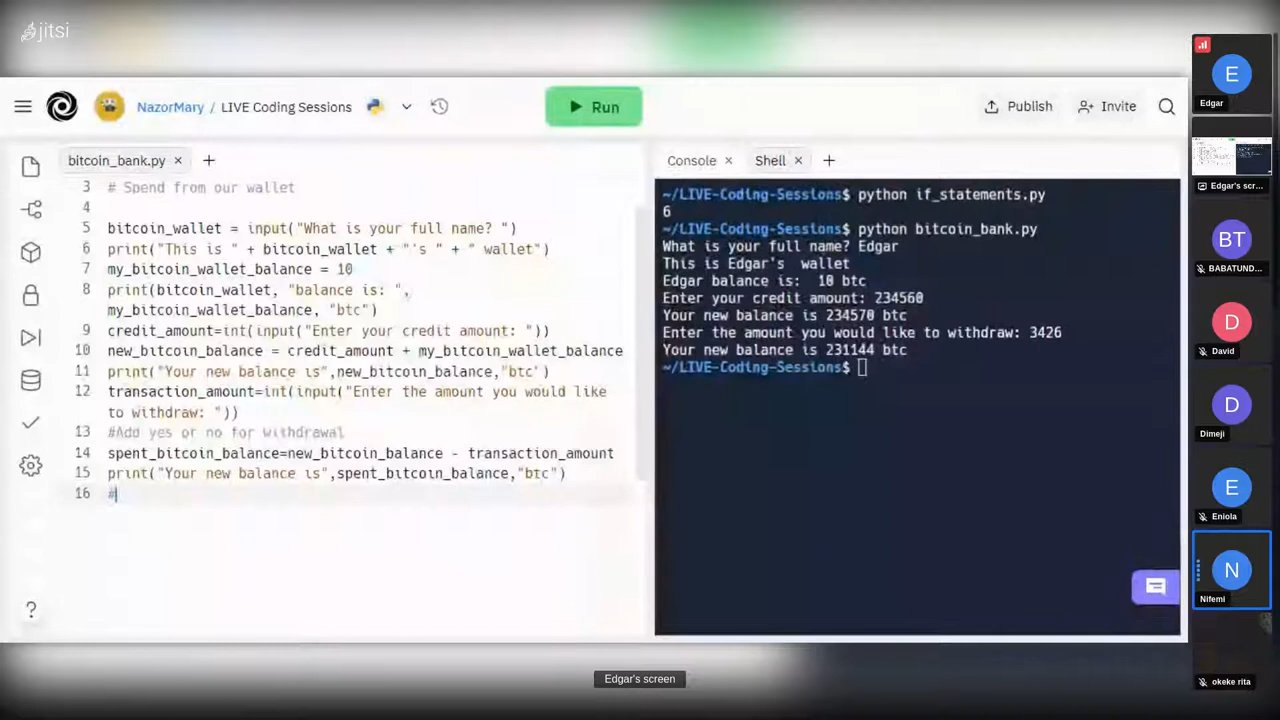 jitsi
NazorMary / LIVE Coding Sessions
Run
Publish
Invite
bitcoin_bank.py
3 # Spend from our wallet
4
5 bitcoin_wallet = input("What is your full name? ")
6 print("This is " + bitcoin_wallet + "'s " + " wallet")
7 my_bitcoin_wallet_balance = 10
8 print(bitcoin_wallet, "balance is: ",
my_bitcoin_wallet_balance, "btc")
9 credit_amount=int(input("Enter your credit amount: "))
10 new_bitcoin_balance = credit_amount + my_bitcoin_wallet_balance
11 print("Your new balance is",new_bitcoin_balance,"btc")
12 transaction_amount=int(input("Enter the amount you would like
to withdraw: "))
13 #Add yes or no for withdrawal
14 spent_bitcoin_balance=new_bitcoin_balance - transaction_amount
15 print("Your new balance is",spent_bitcoin_balance,"btc")
16 #
Console
Shell
~/LIVE-Coding-Sessions$ python if_statements.py
6
~/LIVE-Coding-Sessions$ python bitcoin_bank.py
What is your full name? Edgar
This is Edgar's  wallet
Edgar balance is:  10 btc
Enter your credit amount: 234560
Your new balance is 234570 btc
Enter the amount you would like to withdraw: 3426
Your new balance is 231144 btc
~/LIVE-Coding-Sessions$
E
Edgar
Edgar's scr...
BT
BABATUND...
D
David
D
Dimeji
E
Eniola
N
Nifemi
okeke rita
Edgar's screen